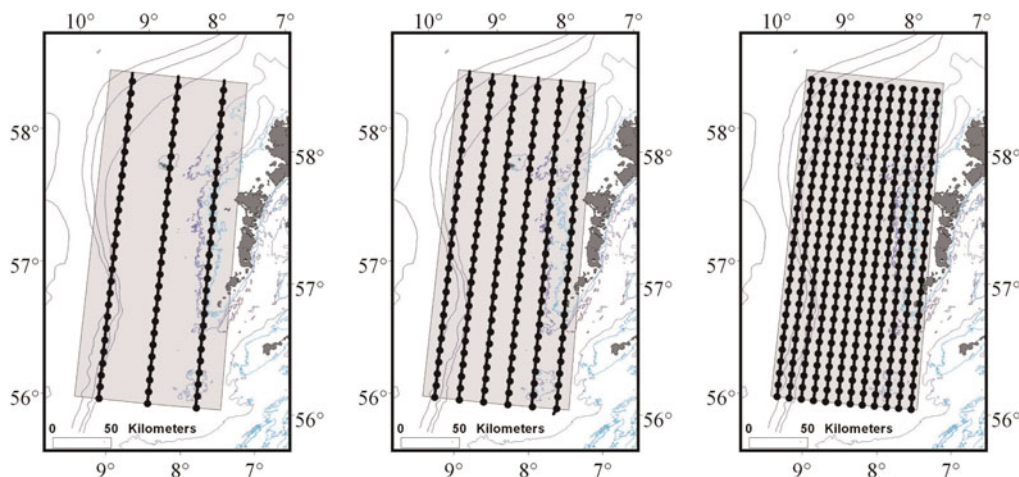 10° 9° 8° 7° 10° 9° 8° 7° 10° 9° 8° 7°
58° 58° 58° 58° 58° 58°
57° 57° 57° 57° 57° 57°
56° 56° 56° 56° 56° 56°
0 50 Kilometers 0 50 Kilometers 0 50 Kilometers
9° 8° 7° 9° 8° 7° 9° 8° 7°